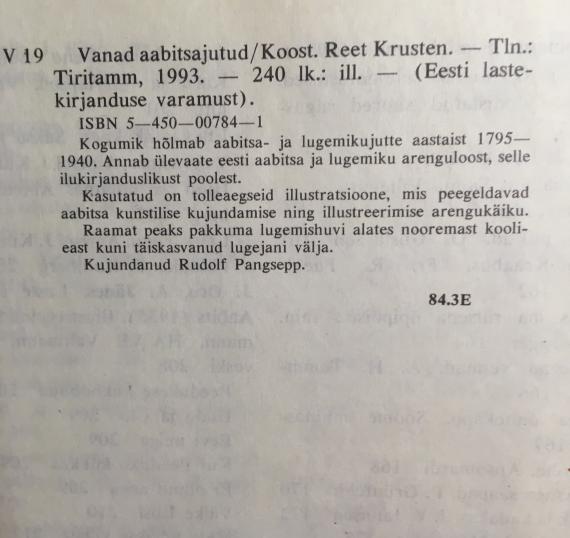 V 19 Vanad aabitsajutud/Koost. Reet Krusten. — Tln.:
Tiritamm, 1993. — 240 lk.: ill. — (Eesti laste-
kirjanduse varamust).
ISBN 5—450—00784—1
Kogumik hõlmab aabitsa- ja lugemikujutte aastaist 1795—
1940. Annab ülevaate eesti aabitsa ja lugemiku arenguloost, selle
ilukirjanduslikust poolest.
Kasutatud on tolleaegseid illustratsioone, mis peegeldavad
aabitsa kunstilise kujundamise ning illustreerimise arengukäiku.
Raamat peaks pakkuma lugemishuvi alates nooremast kooli-
east kuni täiskasvanud lugejani välja.
Kujundanud Rudolf Pangsepp.
84.3E